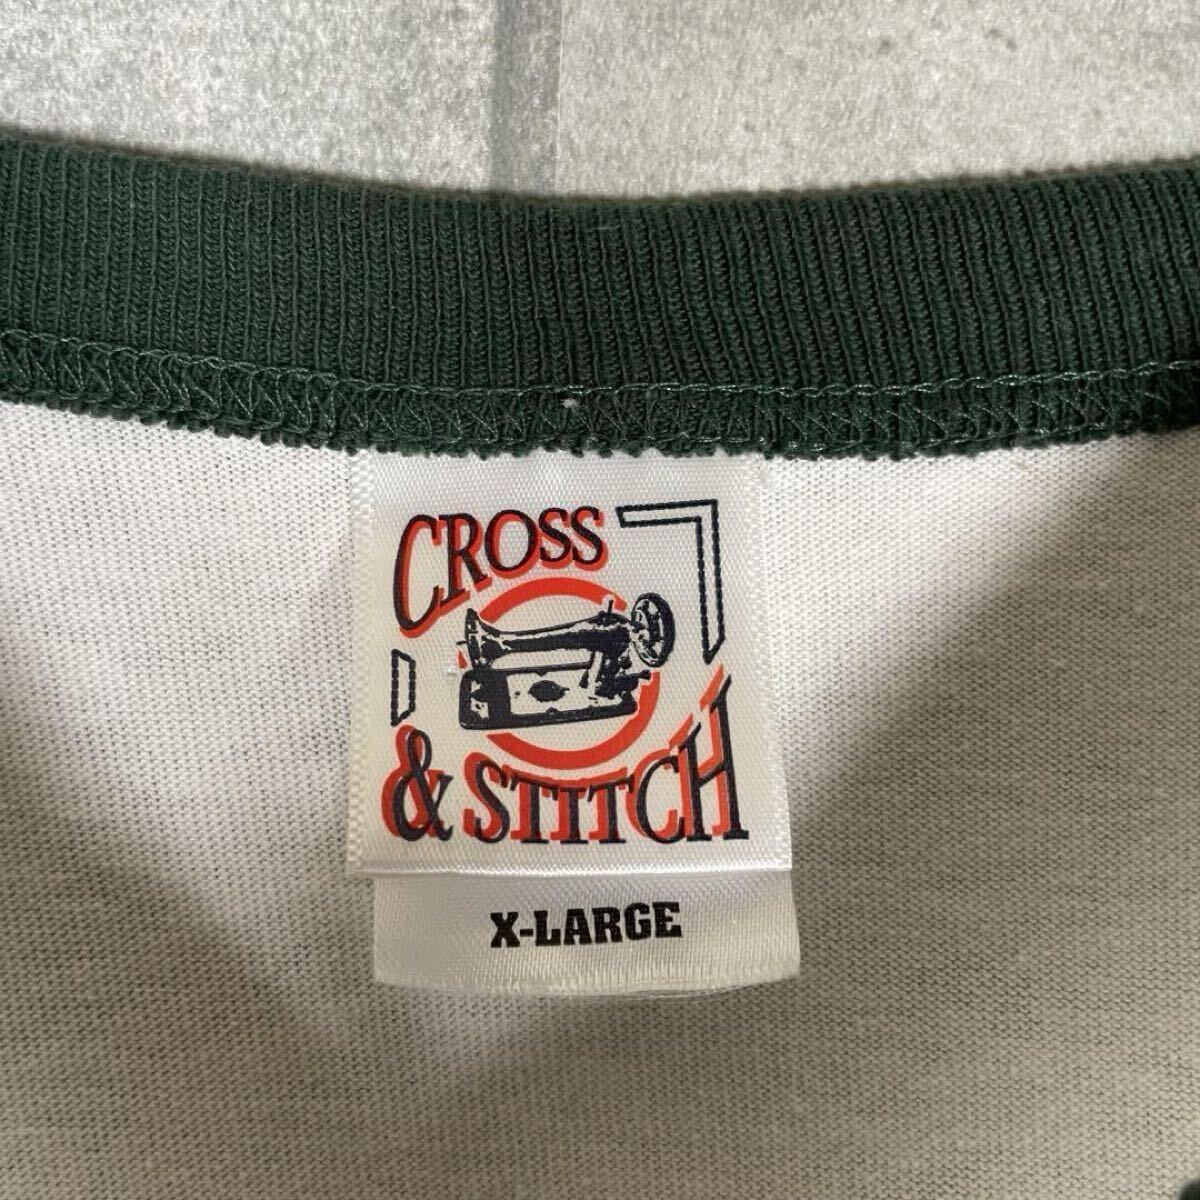 CROSS
& STITCH
X-LARGE